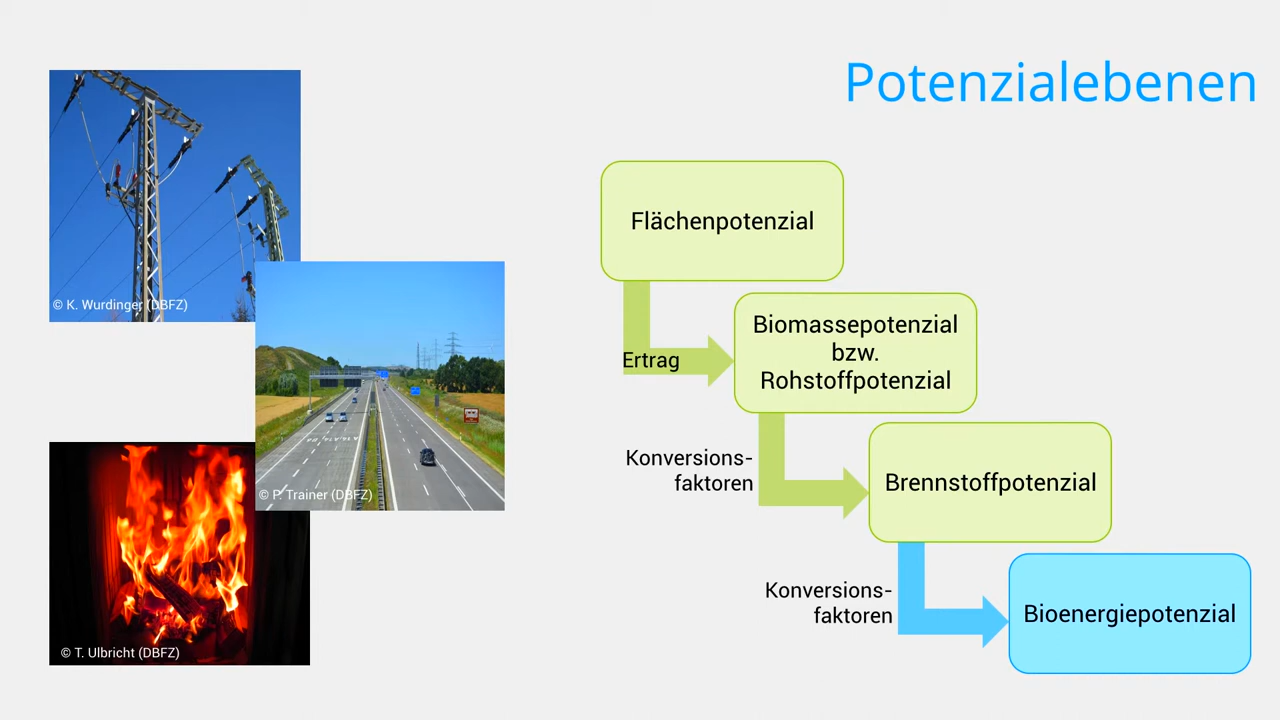 Potenzialebenen
© K. Wurdinger (DBFZ)
© P. Trainer (DBFZ)
© T. Ulbricht (DBFZ)
Flächenpotenzial
Ertrag
Biomassepotenzial
bzw.
Rohstoffpotenzial
Konversions-
faktoren
Brennstoffpotenzial
Konversions-
faktoren
Bioenergiepotenzial